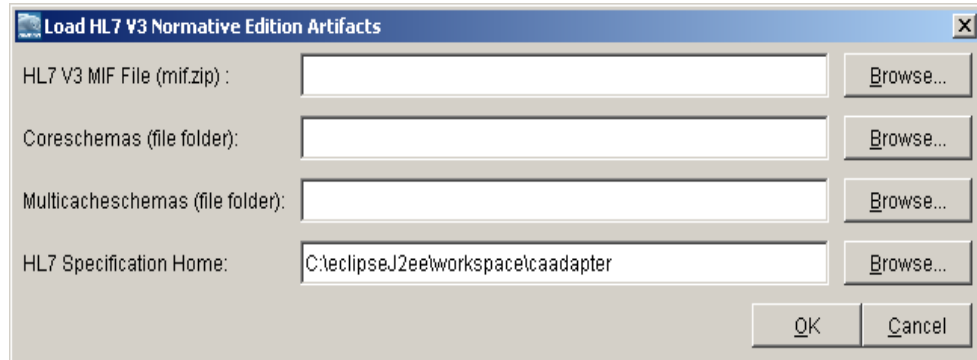 Load HL7 V3 Normative Edition Artifacts
HL7 V3 MIF File (mif.zip) : Browse...
Coreschemas (file folder): Browse...
Multicacheschemas (file folder): Browse...
HL7 Specification Home: C:\eclipseJ2ee\workspace\caadapter Browse...
OK Cancel